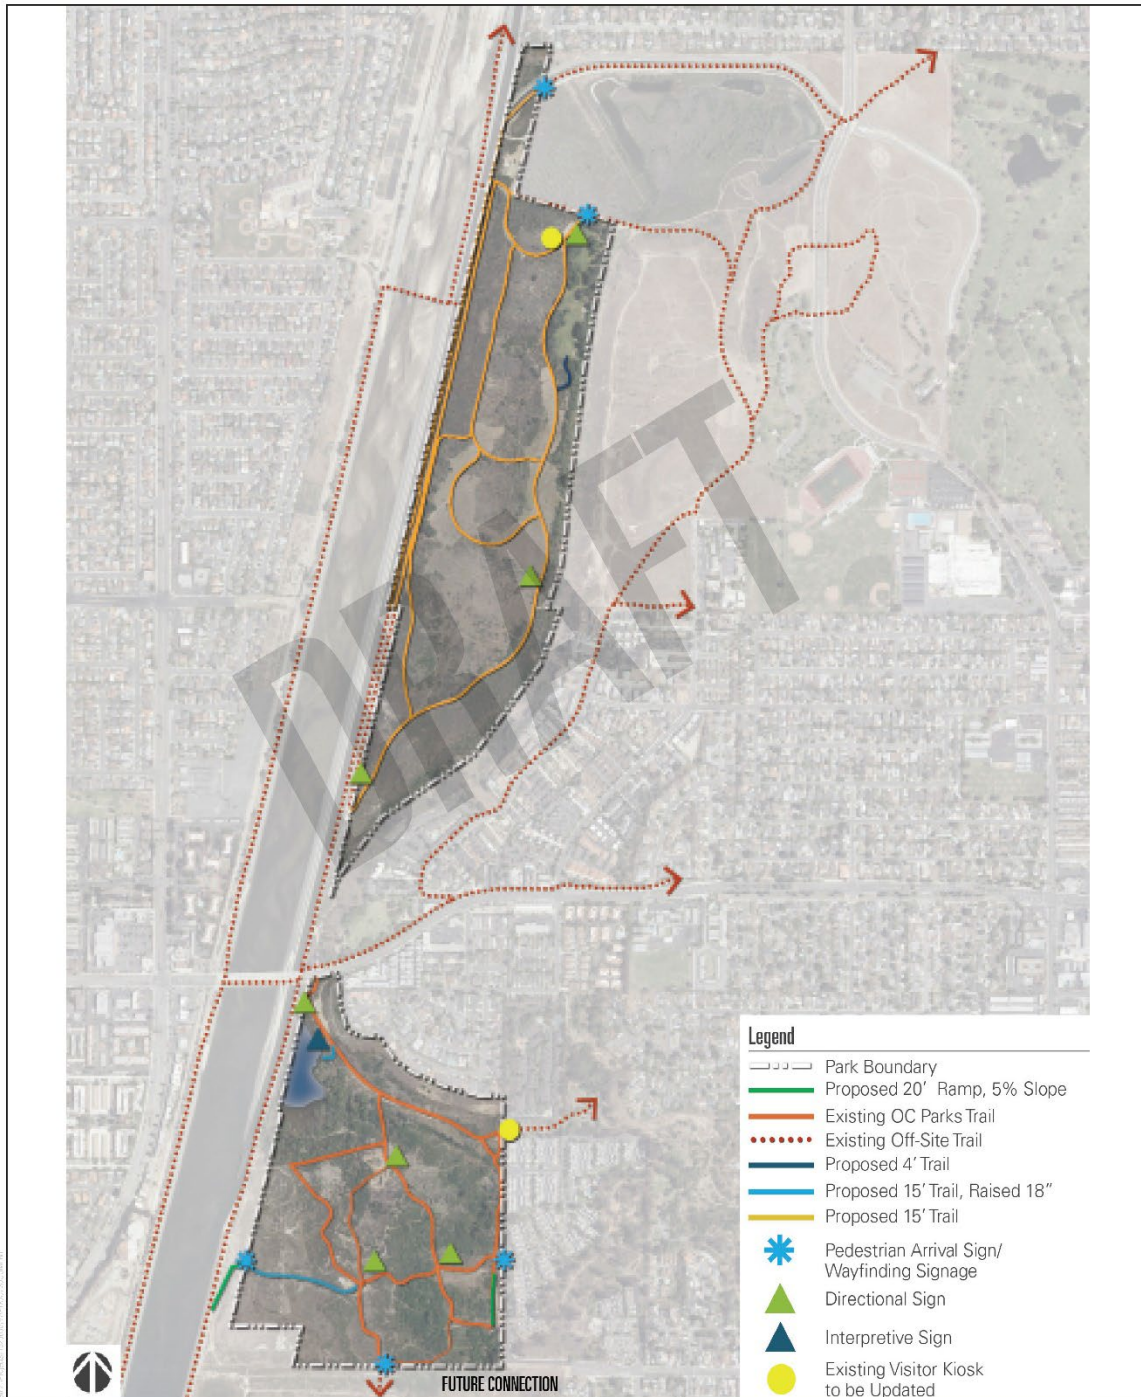 DRAFT
Legend
Park Boundary
Proposed 20' Ramp, 5% Slope
Existing OC Parks Trail
Existing Off-Site Trail
Proposed 4' Trail
Proposed 15' Trail, Raised 18"
Proposed 15' Trail
Pedestrian Arrival Sign/
Wayfinding Signage
Directional Sign
Interpretive Sign
Existing Visitor Kiosk
to be Updated
FUTURE CONNECTION